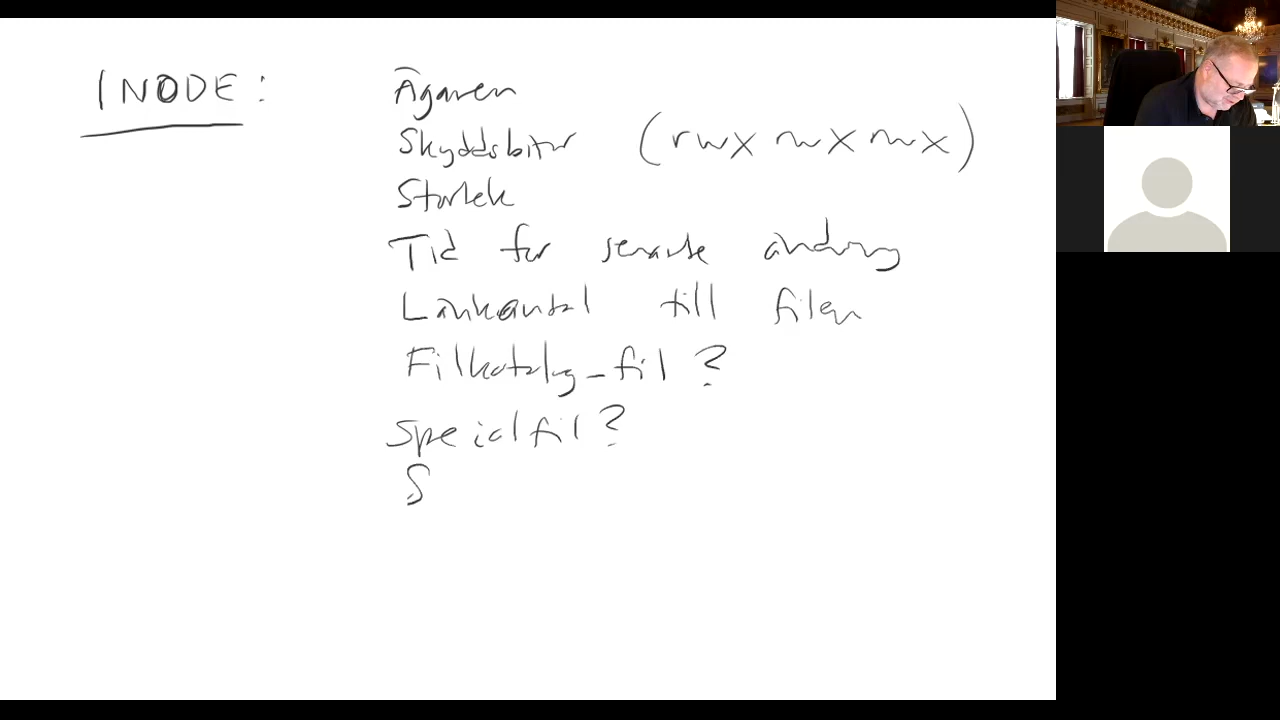 INODE:
Ägaren
Skyddsbitar (rwx rwx rwx)
Storlek
Tid för senaste ändring
Länkantal till filen
Filkatalog-fil?
Specialfil?
S